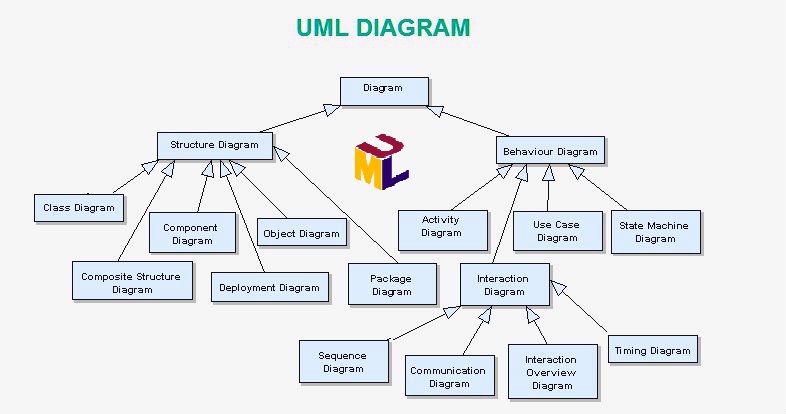 UML DIAGRAM
Diagram
UML
Structure Diagram
Behaviour Diagram
Class Diagram
Component
Diagram
Object Diagram
Activity
Diagram
Use Case
Diagram
State Machine
Diagram
Composite Structure
Diagram
Deployment Diagram
Package
Diagram
Interaction
Diagram
Sequence
Diagram
Communication
Diagram
Interaction
Overview
Diagram
Timing Diagram